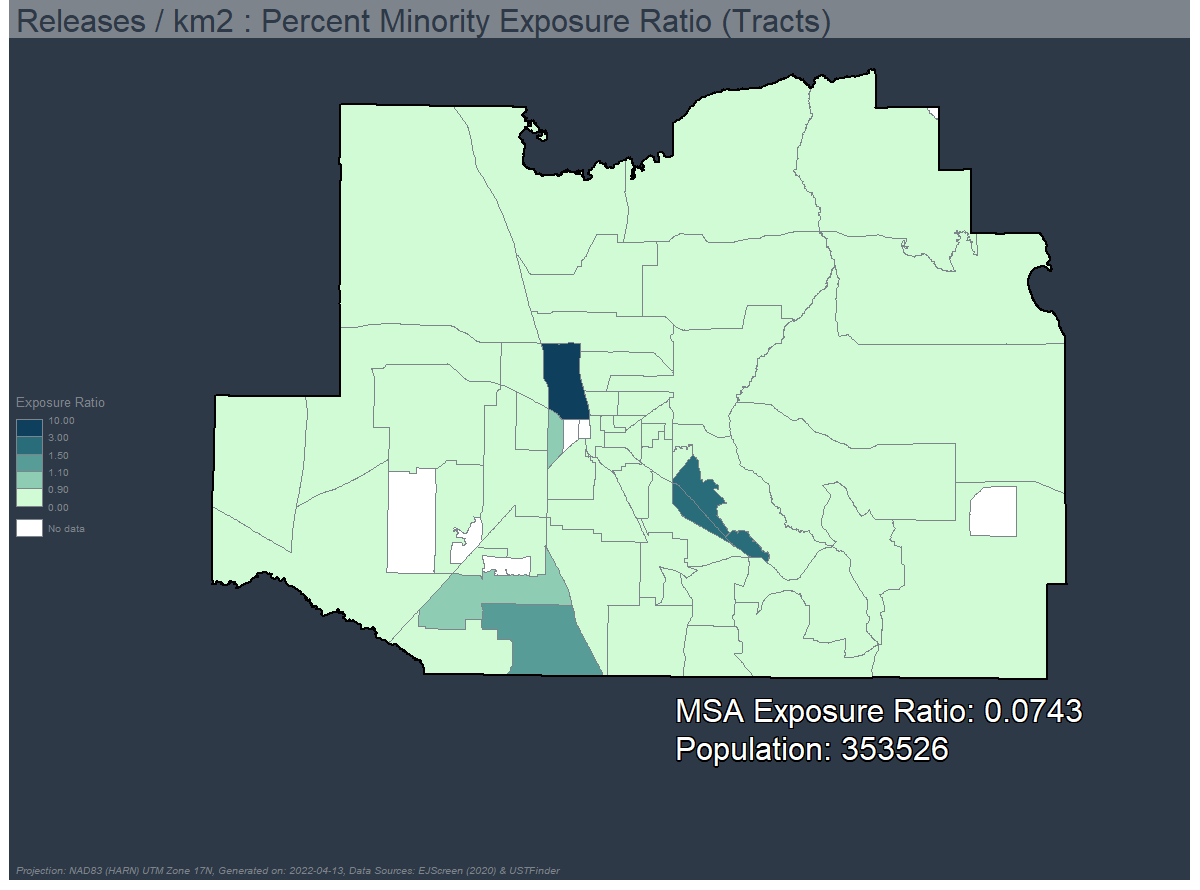 Releases / km2 : Percent Minority Exposure Ratio (Tracts)
Exposure Ratio
10.00
3.00
1.50
1.10
0.90
0.00
No data
MSA Exposure Ratio: 0.0743
Population: 353526
Projection: NAD83 (HARN) UTM Zone 17N, Generated on: 2022-04-13, Data Sources: EJScreen (2020) & USTFinder